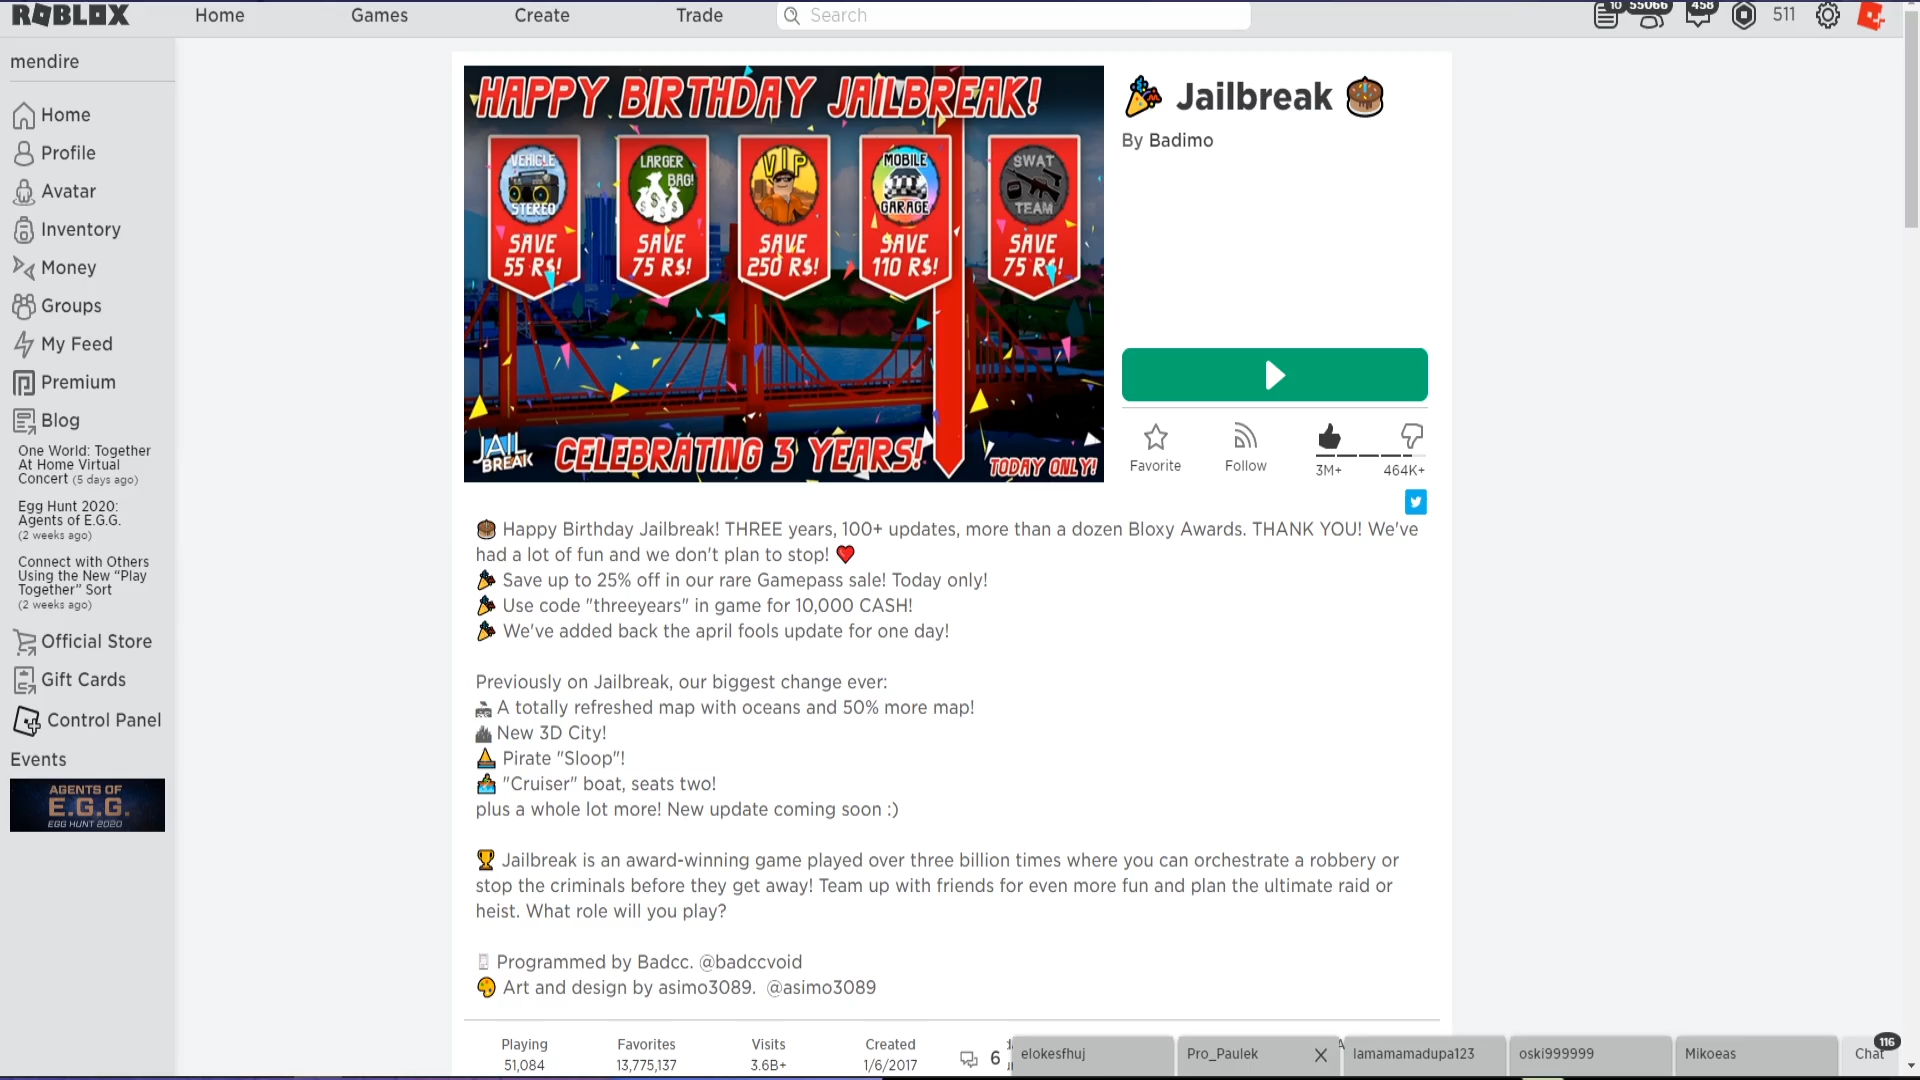 ROBLOX
Home
Games
Create
Trade
Search
10
55066
458
511
mendire
Home
Profile
Avatar
Inventory
Money
Groups
My Feed
Premium
Blog
One World: Together
At Home Virtual
Concert (5 days ago)
Egg Hunt 2020:
Agents of E.G.G.
(2 weeks ago)
Connect with Others
Using the New “Play
Together” Sort
(2 weeks ago)
Official Store
Gift Cards
Control Panel
Events
AGENTS OF
E.G.G.
EGG HUNT 2020
HAPPY BIRTHDAY JAILBREAK!
VEHICLE
STEREO
SAVE
55 R$!
LARGER
BAG!
SAVE
75 R$!
VIP
SAVE
250 R$!
MOBILE
GARAGE
SAVE
110 R$!
SWAT
TEAM
SAVE
75 R$!
JAIL
BREAK
CELEBRATING 3 YEARS!
TODAY ONLY!
🎉 Jailbreak 🎂
By Badimo
Favorite
Follow
3M+
464K+
🎂 Happy Birthday Jailbreak! THREE years, 100+ updates, more than a dozen Bloxy Awards. THANK YOU! We've
had a lot of fun and we don't plan to stop! ❤️
🎉 Save up to 25% off in our rare Gamepass sale! Today only!
🎉 Use code "threeyears" in game for 10,000 CASH!
🎉 We've added back the april fools update for one day!
Previously on Jailbreak, our biggest change ever:
A totally refreshed map with oceans and 50% more map!
New 3D City!
Pirate "Sloop"!
"Cruiser" boat, seats two!
plus a whole lot more! New update coming soon :)
🏆 Jailbreak is an award-winning game played over three billion times where you can orchestrate a robbery or
stop the criminals before they get away! Team up with friends for even more fun and plan the ultimate raid or
heist. What role will you play?
Programmed by Badcc. @badccvoid
🎨 Art and design by asimo3089. @asimo3089
Playing
51,084
Favorites
13,775,137
Visits
3.6B+
Created
1/6/2017
6
elokesfhuj
Pro_Paulek
lamamamadupa123
oski999999
Mikoeas
Chat
116